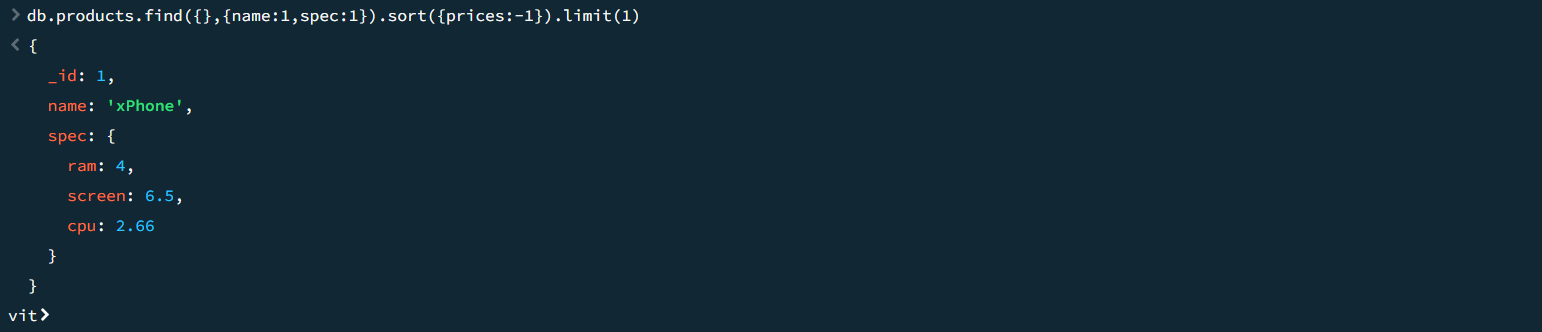 > db.products.find({},{name:1,spec:1}).sort({prices:-1}).limit(1)
< {
_id: 1,
name: 'xPhone',
spec: {
ram: 4,
screen: 6.5,
cpu: 2.66
}
}
vit>